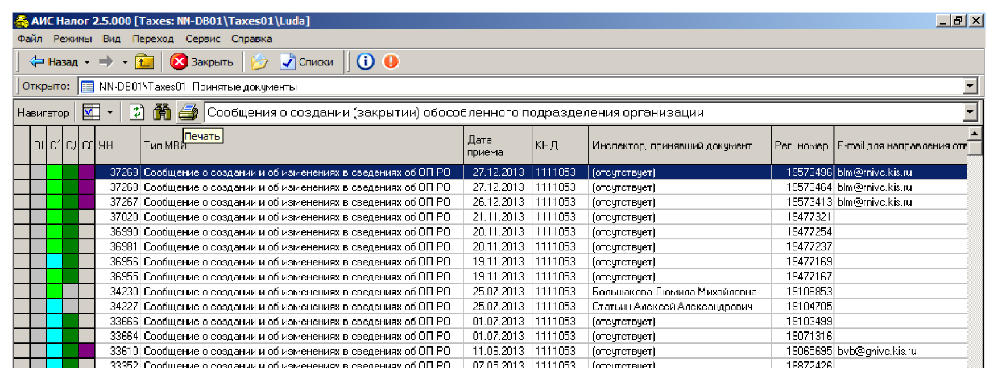 АИС Налог 2.5.000 [Taxes: NN-DB01\Taxes01\Luda]
Файл Режимы Вид Переход Сервис Справка
Назад Закрыть Списки
Открыто: NN-DB01\Taxes01: Принятые документы
Навигатор Сообщения о создании (закрытии) обособленного подразделения организации
Печать
УН Тип МВИ Дата приема КНД Инспектор, принявший документ Рег. номер E-mail для направления отв
37269 Сообщение о создании и об изменениях в сведениях об ОП РО 27.12.2013 1111053 (отсутствует) 19573496 blm@rnivc.kis.ru
37268 Сообщение о создании и об изменениях в сведениях об ОП РО 27.12.2013 1111053 (отсутствует) 19573464 blm@rnivc.kis.ru
37267 Сообщение о создании и об изменениях в сведениях об ОП РО 26.12.2013 1111053 (отсутствует) 19573413 blm@rnivc.kis.ru
37020 Сообщение о создании и об изменениях в сведениях об ОП РО 21.11.2013 1111053 (отсутствует) 19477321
36990 Сообщение о создании и об изменениях в сведениях об ОП РО 20.11.2013 1111053 (отсутствует) 19477254
36981 Сообщение о создании и об изменениях в сведениях об ОП РО 20.11.2013 1111053 (отсутствует) 19477237
36956 Сообщение о создании и об изменениях в сведениях об ОП РО 19.11.2013 1111053 (отсутствует) 19477169
36955 Сообщение о создании и об изменениях в сведениях об ОП РО 19.11.2013 1111053 (отсутствует) 19477167
34230 Сообщение о создании и об изменениях в сведениях об ОП РО 25.07.2013 1111053 Большакова Люмила Михайловна 19106853
34227 Сообщение о создании и об изменениях в сведениях об ОП РО 25.07.2013 1111053 Статьин Алексей Александрович 19104705
33666 Сообщение о создании и об изменениях в сведениях об ОП РО 01.07.2013 1111053 (отсутствует) 19103499
33664 Сообщение о создании и об изменениях в сведениях об ОП РО 01.07.2013 1111053 (отсутствует) 19071316
33610 Сообщение о создании и об изменениях в сведениях об ОП РО 11.06.2013 1111053 (отсутствует) 19065695 bvb@gnivc.kis.ru
33352 Сообщение о создании и об изменениях в сведениях об ОП РО 07.05.2013 1111053 (отсутствует) 18872426